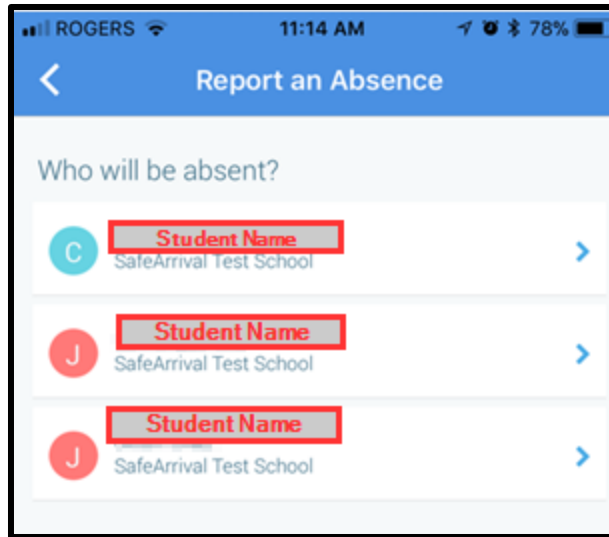 ROGERS 11:14 AM 78%
Report an Absence
Who will be absent?
C
Student Name
SafeArrival Test School
J
Student Name
SafeArrival Test School
J
Student Name
SafeArrival Test School